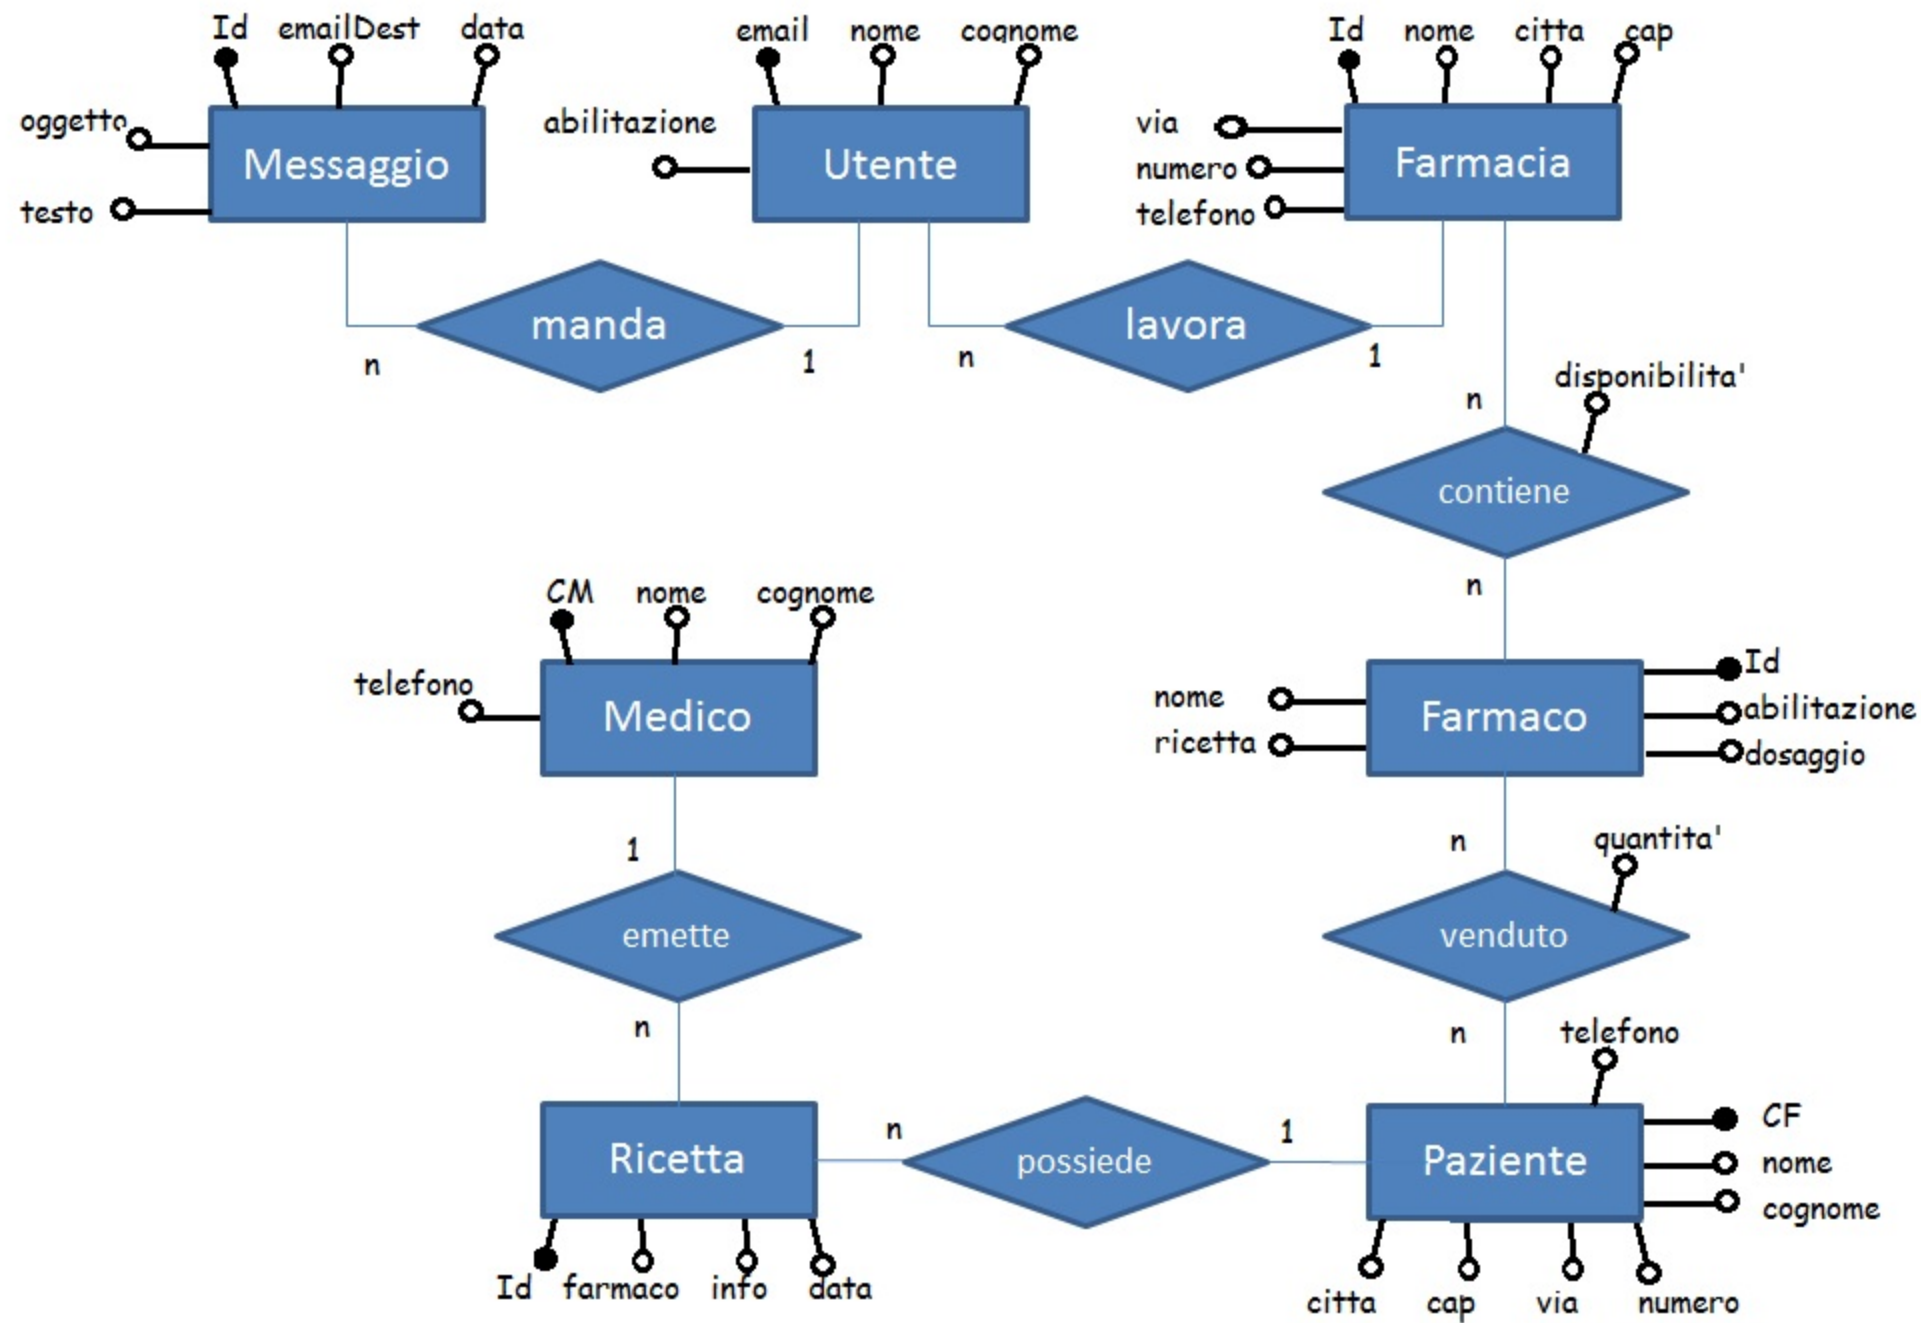 Id emailDest data
email nome cognome
Id nome citta cap
oggetto
testo
Messaggio
abilitazione
Utente
via
numero
telefono
Farmacia
manda
n
1
lavora
n
1
n
disponibilita'
contiene
n
CM nome cognome
telefono
Medico
nome
ricetta
Farmaco
Id
abilitazione
dosaggio
1
emette
n
n
quantita'
venduto
n
telefono
Ricetta
n
possiede
1
Paziente
CF
nome
cognome
Id farmaco info data
citta cap via numero